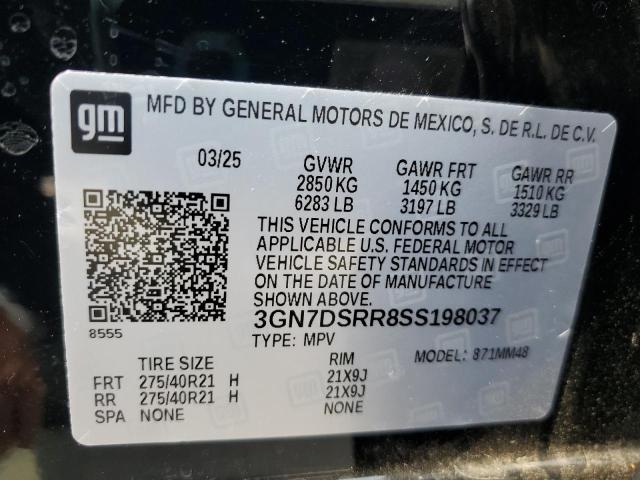 gm
MFD BY GENERAL MOTORS DE MEXICO, S. DE R.L. DE C.V.
03/25 GVWR GAWR FRT GAWR RR
2850 KG 1450 KG 1510 KG
6283 LB 3197 LB 3329 LB
THIS VEHICLE CONFORMS TO ALL
APPLICABLE U.S. FEDERAL MOTOR
VEHICLE SAFETY STANDARDS IN EFFECT
ON THE DATE OF MANUFACTURE
SHOWN ABOVE.
8555
3GN7DSRR8SS198037
TYPE: MPV MODEL: 871MM48
TIRE SIZE RIM
FRT 275/40R21 H 21X9J
RR 275/40R21 H 21X9J
SPA NONE NONE